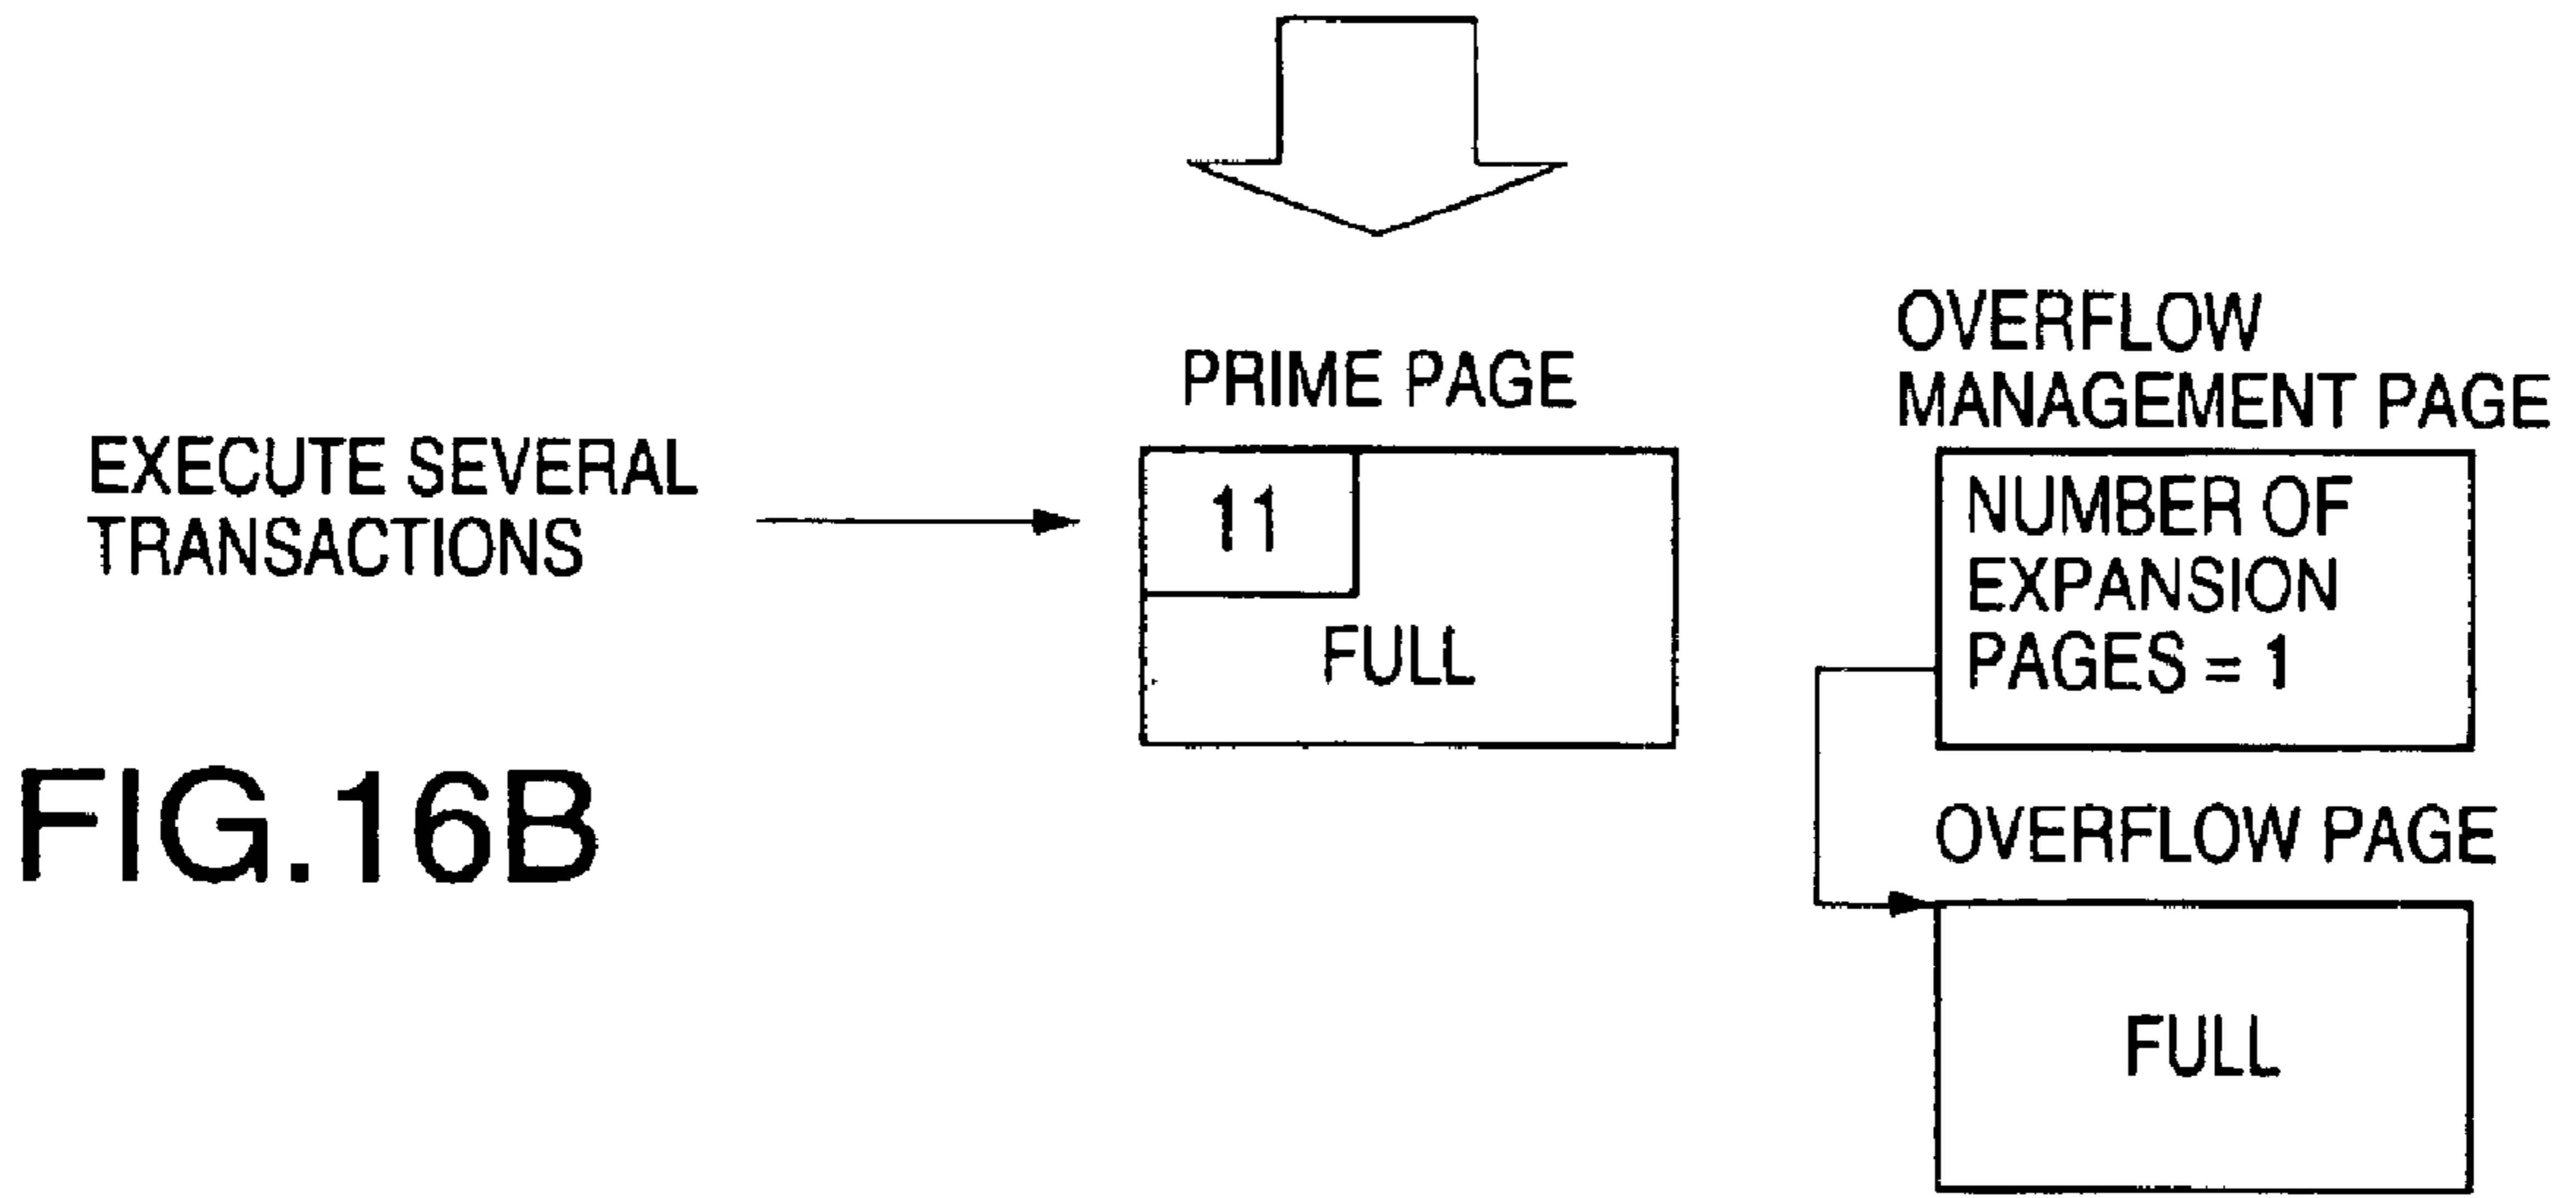 EXECUTE SEVERAL
TRANSACTIONS
PRIME PAGE
11
FULL
OVERFLOW
MANAGEMENT PAGE
NUMBER OF
EXPANSION
PAGES = 1
OVERFLOW PAGE
FULL
FIG.16B